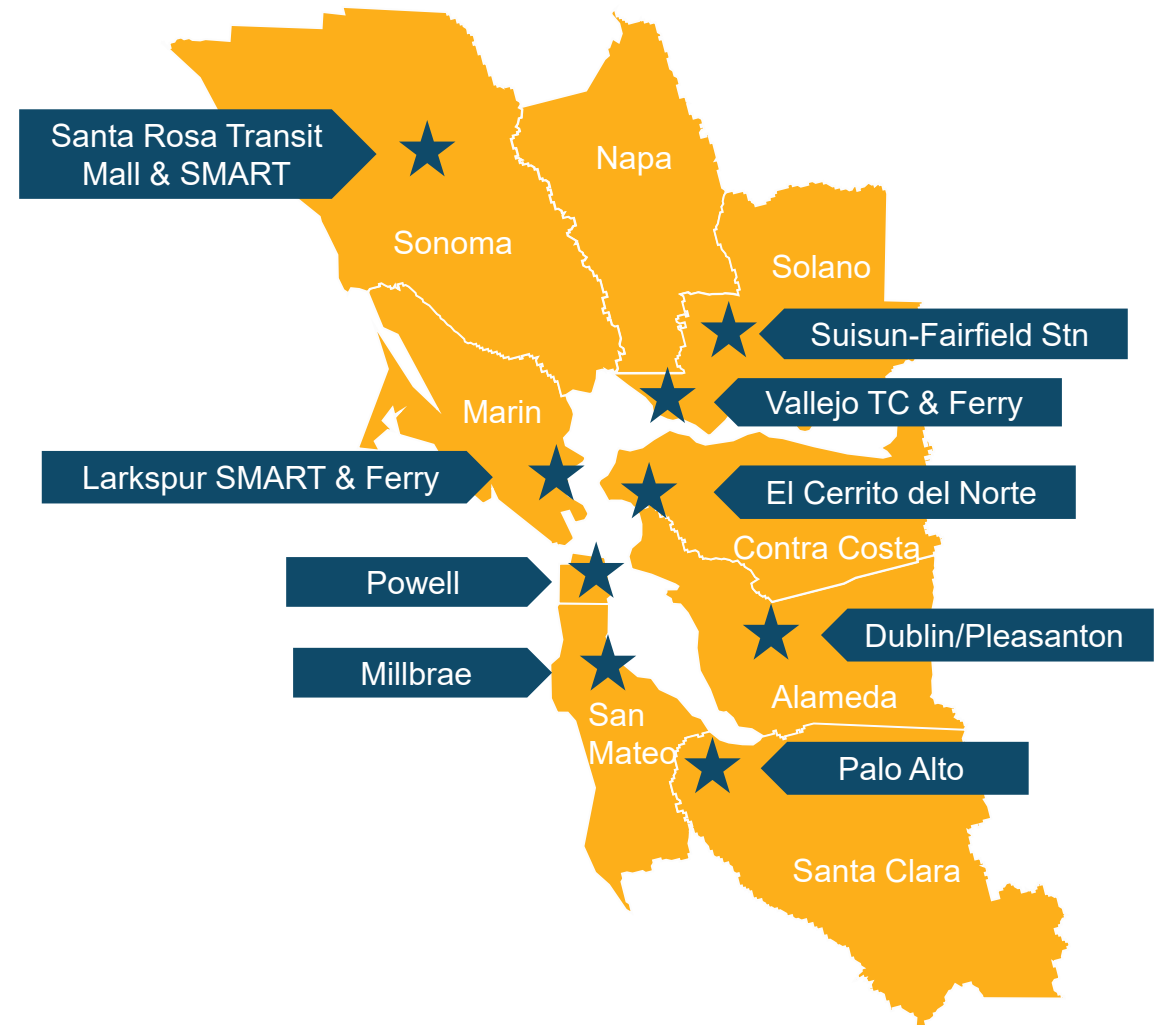 Santa Rosa Transit
Mall & SMART
Napa
Sonoma
Solano
Suisun-Fairfield Stn
Vallejo TC & Ferry
Marin
Larkspur SMART & Ferry
El Cerrito del Norte
Contra Costa
Powell
Dublin/Pleasanton
Millbrae
Alameda
San
Mateo
Palo Alto
Santa Clara